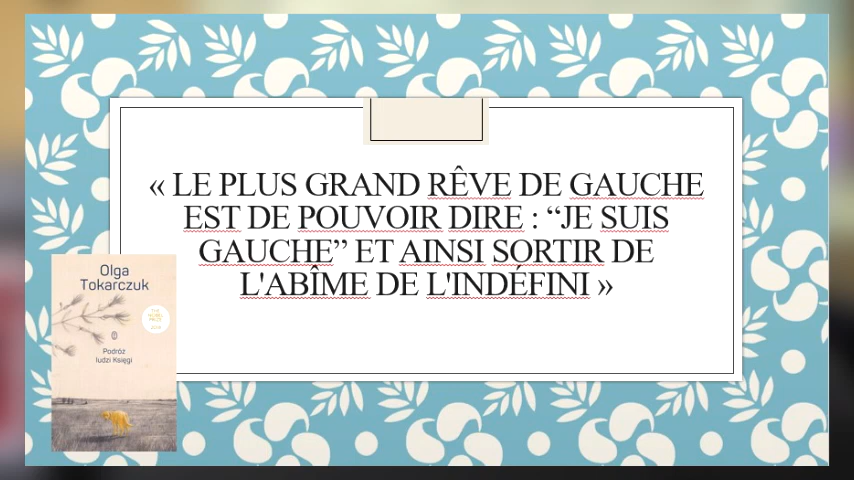 « LE PLUS GRAND RÊVE DE GAUCHE
EST DE POUVOIR DIRE : “JE SUIS
GAUCHE” ET AINSI SORTIR DE
L'ABÎME DE L'INDÉFINI »
Olga
Tokarczuk
Podróż
ludzi Księgi